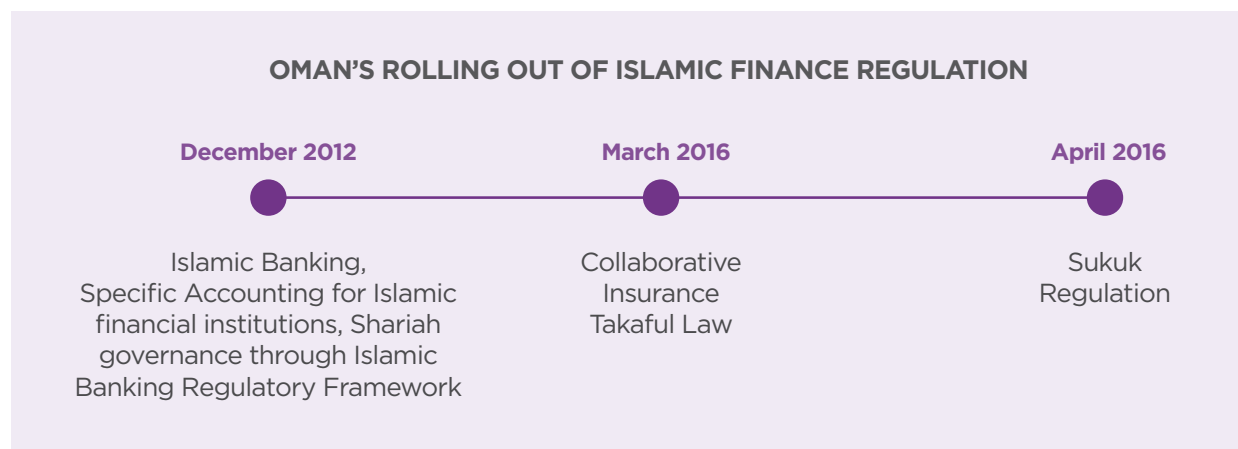 OMAN’S ROLLING OUT OF ISLAMIC FINANCE REGULATION
December 2012
March 2016
April 2016
Islamic Banking,
Specific Accounting for Islamic
financial institutions, Shariah
governance through Islamic
Banking Regulatory Framework
Collaborative
Insurance
Takaful Law
Sukuk
Regulation